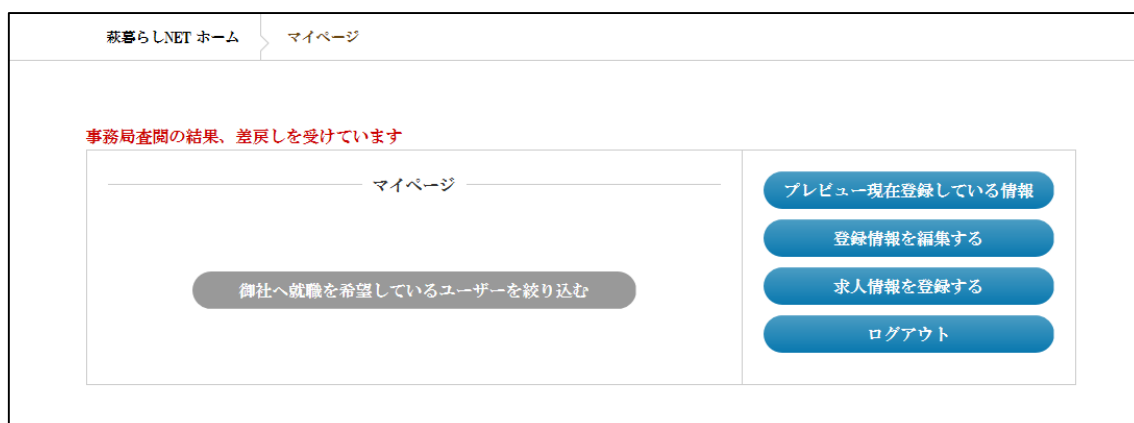 萩暮らしNET ホーム
マイページ
事務局査閲の結果、差戻しを受けています
マイページ
御社へ就職を希望しているユーザーを絞り込む
プレビュー現在登録している情報
登録情報を編集する
求人情報を登録する
ログアウト